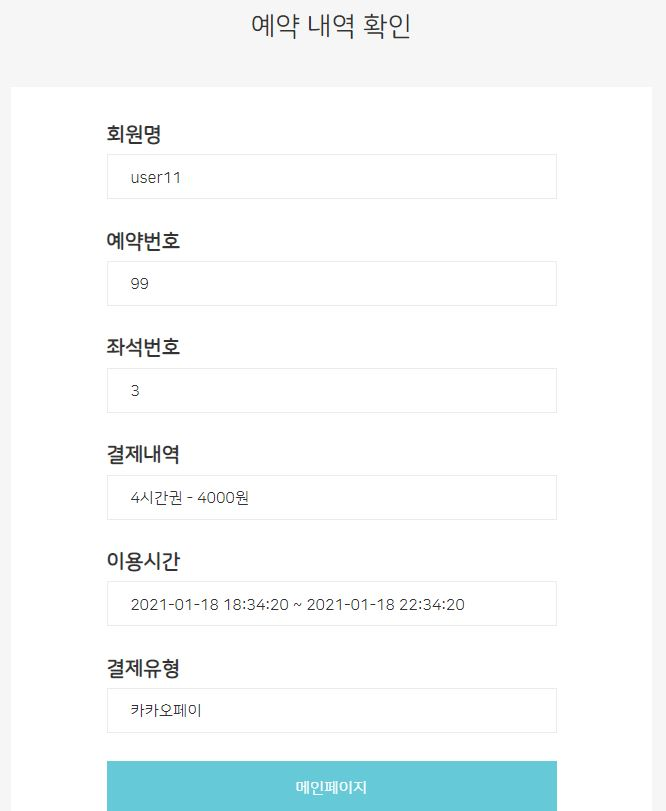 예약 내역 확인
회원명
user11
예약번호
99
좌석번호
3
결제내역
4시간권 - 4000원
이용시간
2021-01-18 18:34:20 ~ 2021-01-18 22:34:20
결제유형
카카오페이
메인페이지